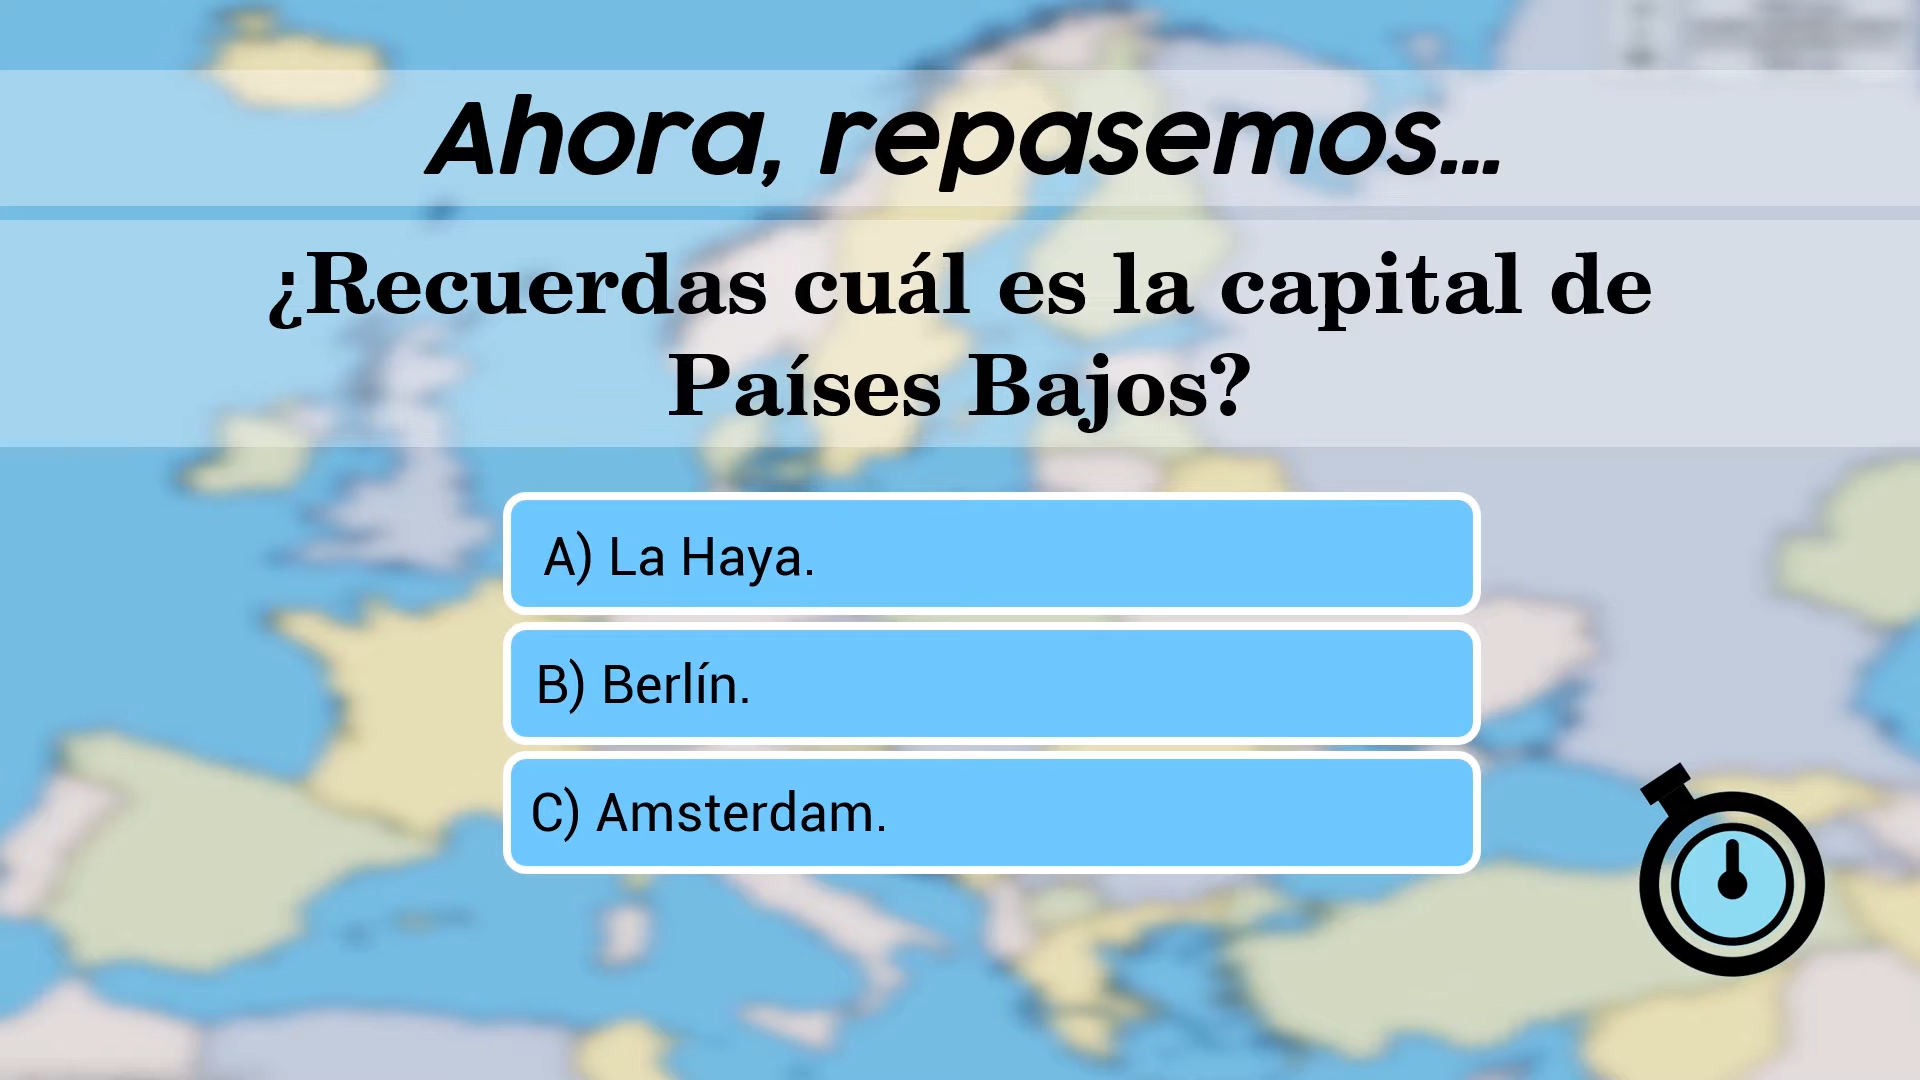 Ahora, repasemos...
¿Recuerdas cuál es la capital de
Países Bajos?
A) La Haya.
B) Berlín.
C) Amsterdam.